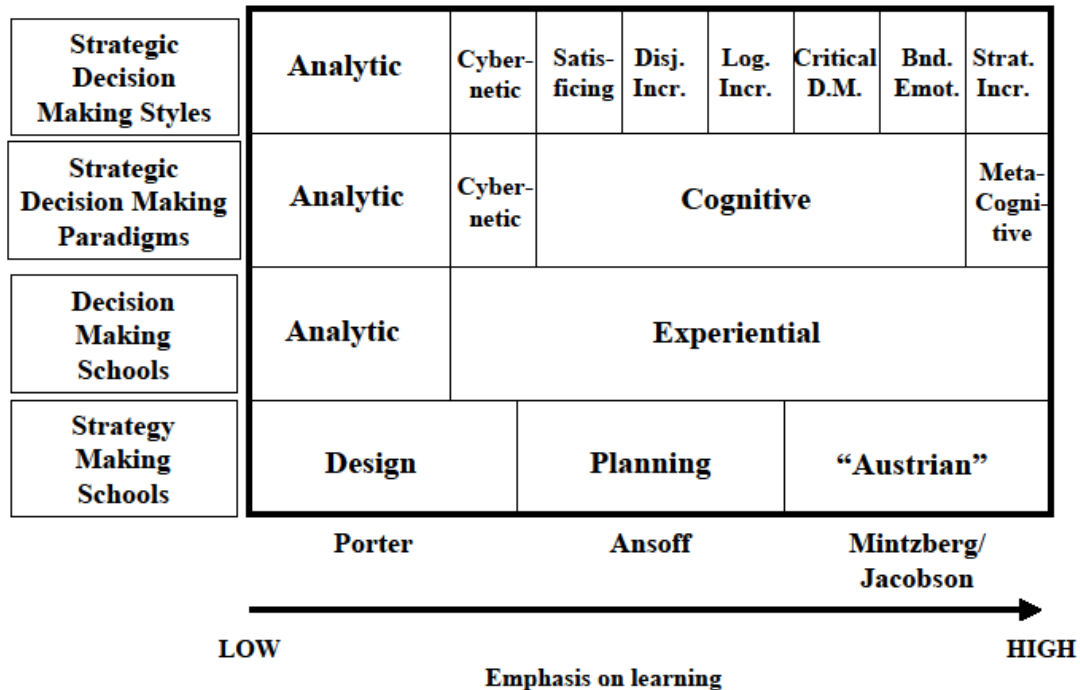 Strategic
Decision
Making Styles
Analytic
Cyber-
netic
Satis-
ficing
Disj.
Incr.
Log.
Incr.
Critical
D.M.
Bnd.
Emot.
Strat.
Incr.
Strategic
Decision Making
Paradigms
Analytic
Cyber-
netic
Cognitive
Meta-
Cogni-
tive
Decision
Making
Schools
Analytic
Experiential
Strategy
Making
Schools
Design
Planning
“Austrian”
Porter
Ansoff
Mintzberg/
Jacobson
LOW
HIGH
Emphasis on learning